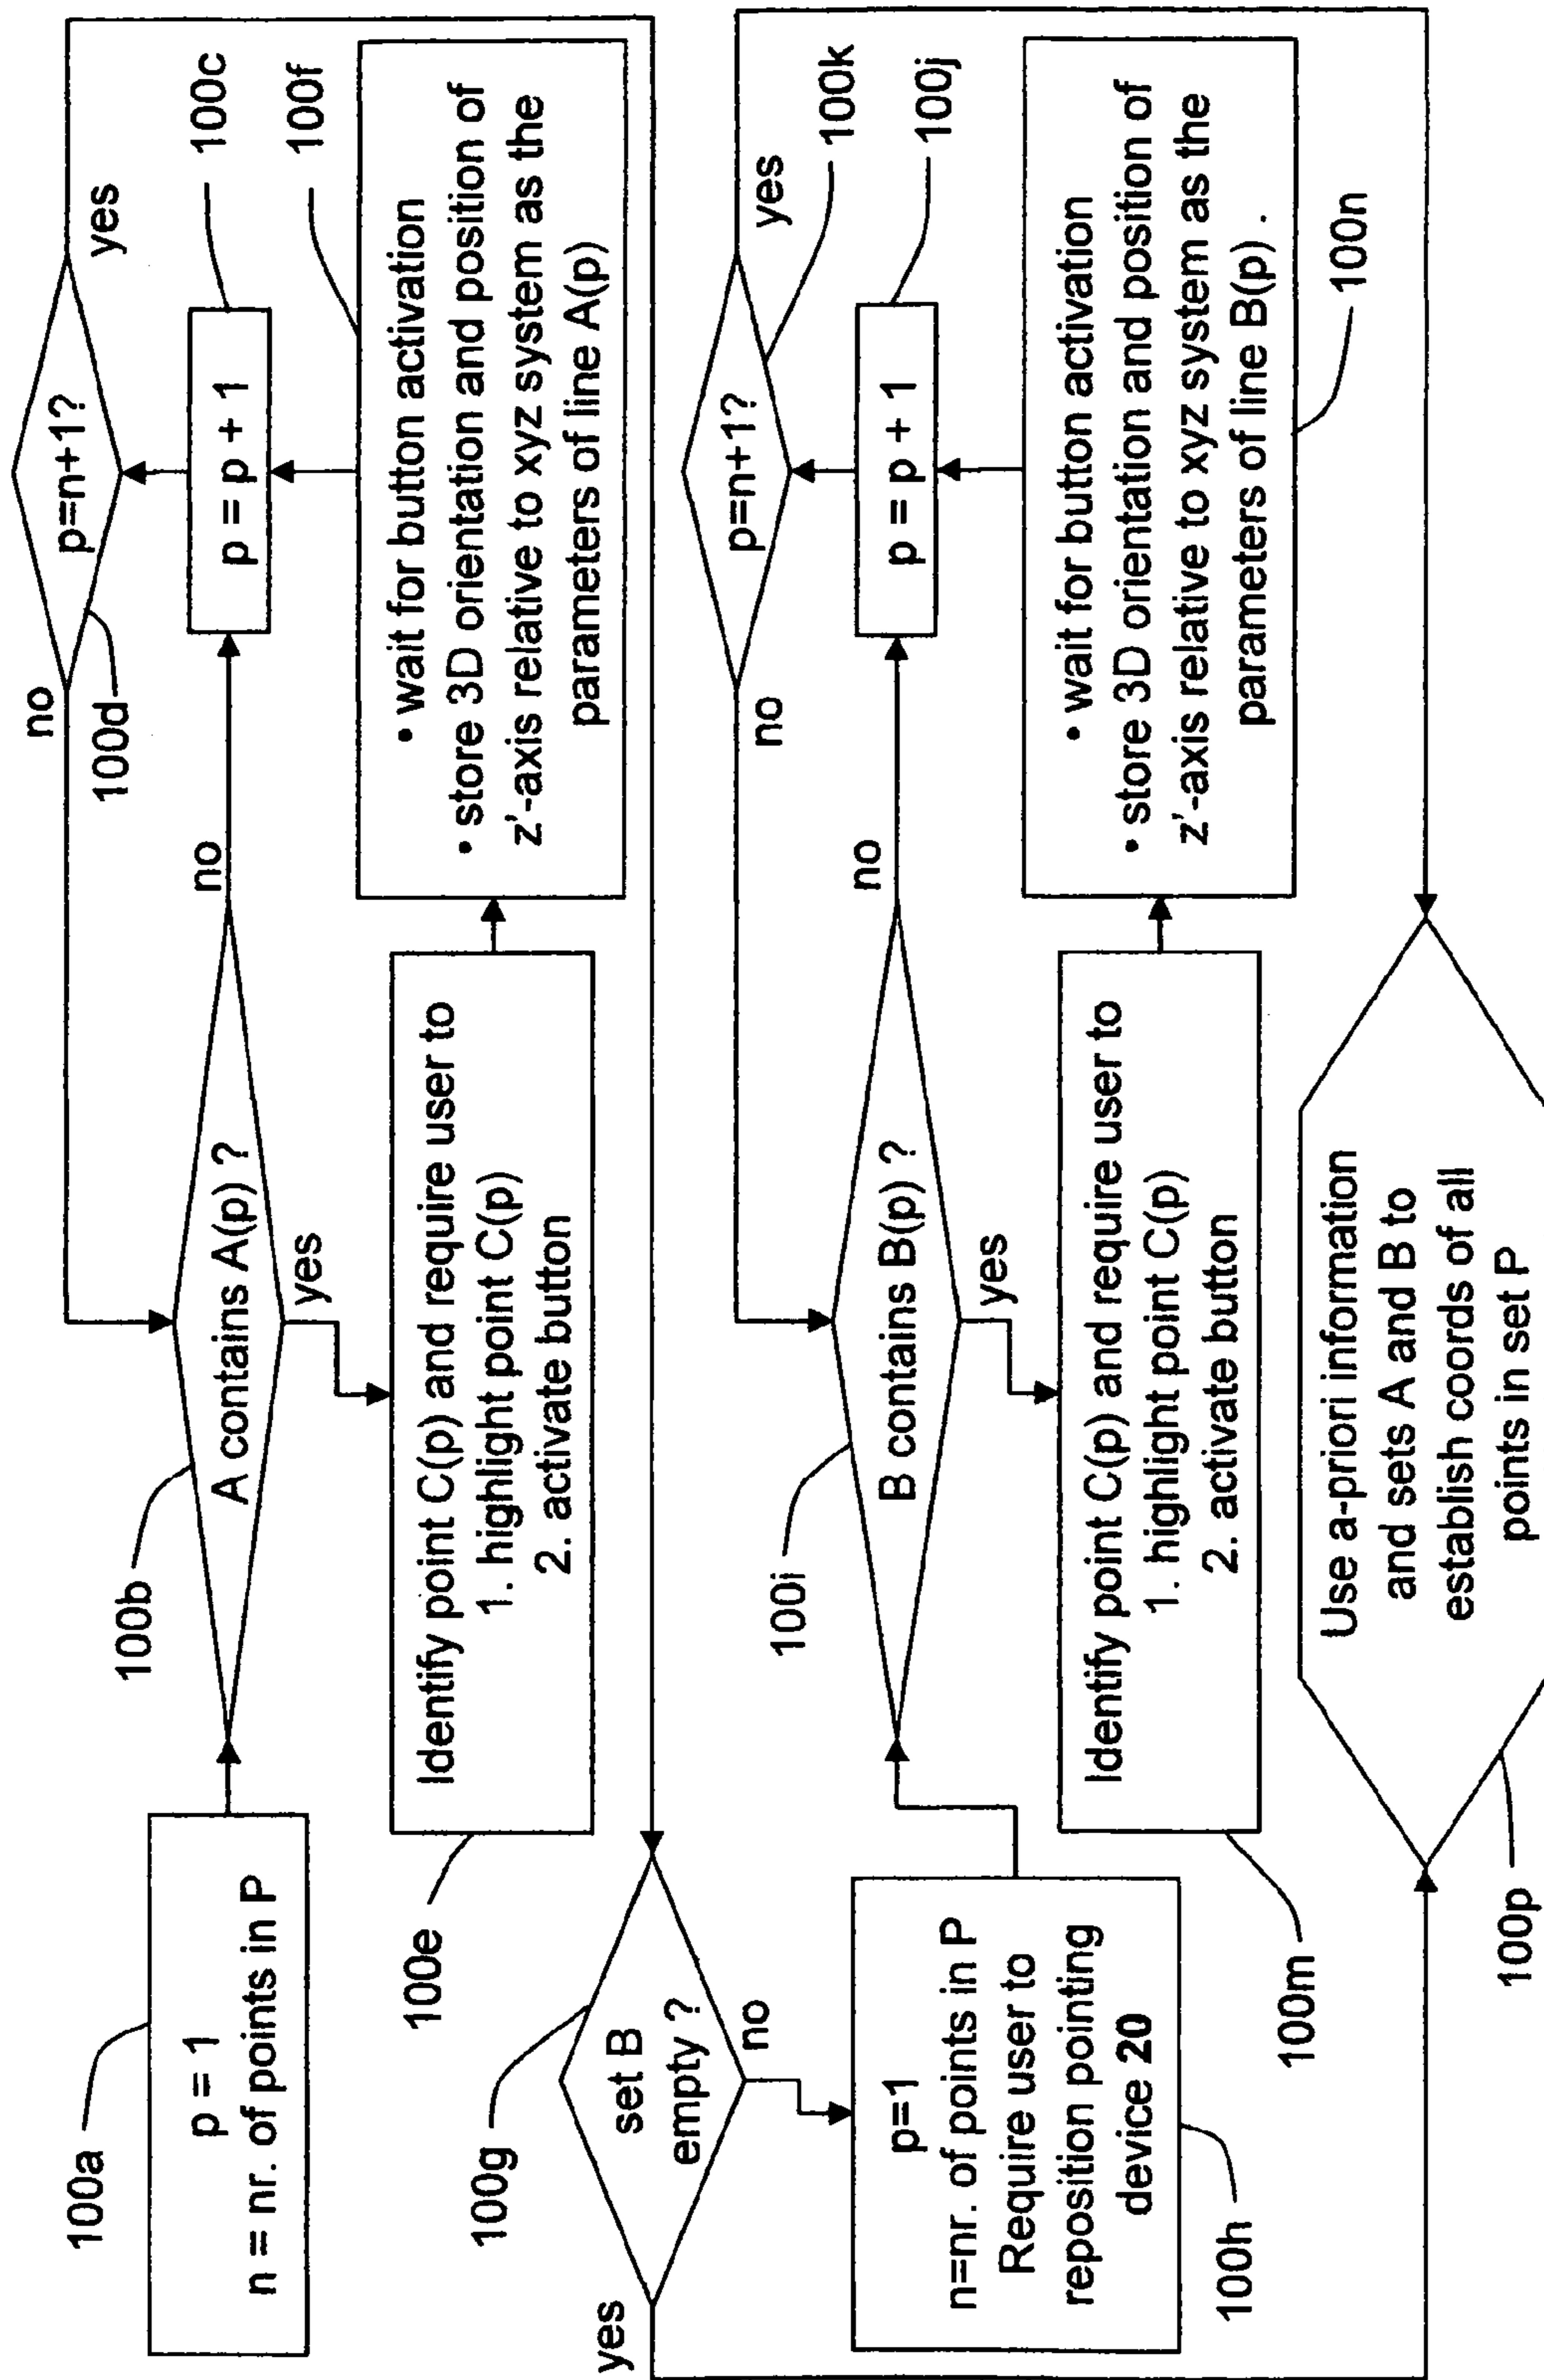 100a
p = 1
n = nr. of points in P
100b
A contains A(p) ?
no
yes
100c
p = p + 1
100d
p=n+1?
no
yes
100e
Identify point C(p) and require user to
1. highlight point C(p)
2. activate button
100f
• wait for button activation
• store 3D orientation and position of
z'-axis relative to xyz system as the
parameters of line A(p)
100g
set B
empty ?
yes
no
100h
p=1
n=nr. of points in P
Require user to
reposition pointing
device 20
100i
B contains B(p) ?
no
yes
100j
p = p + 1
100k
p=n+1?
no
yes
100m
Identify point C(p) and require user to
1. highlight point C(p)
2. activate button
100n
• wait for button activation
• store 3D orientation and position of
z'-axis relative to xyz system as the
parameters of line B(p) .
100p
Use a-priori information
and sets A and B to
establish coords of all
points in set P